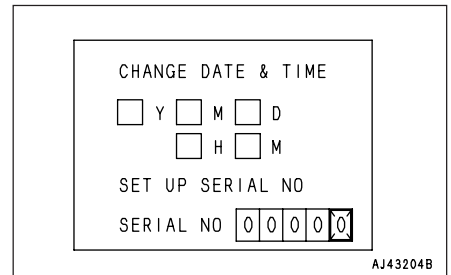 CHANGE DATE & TIME
Y M D
H M
SET UP SERIAL NO
SERIAL NO 0 0 0 0 0
AJ43204B